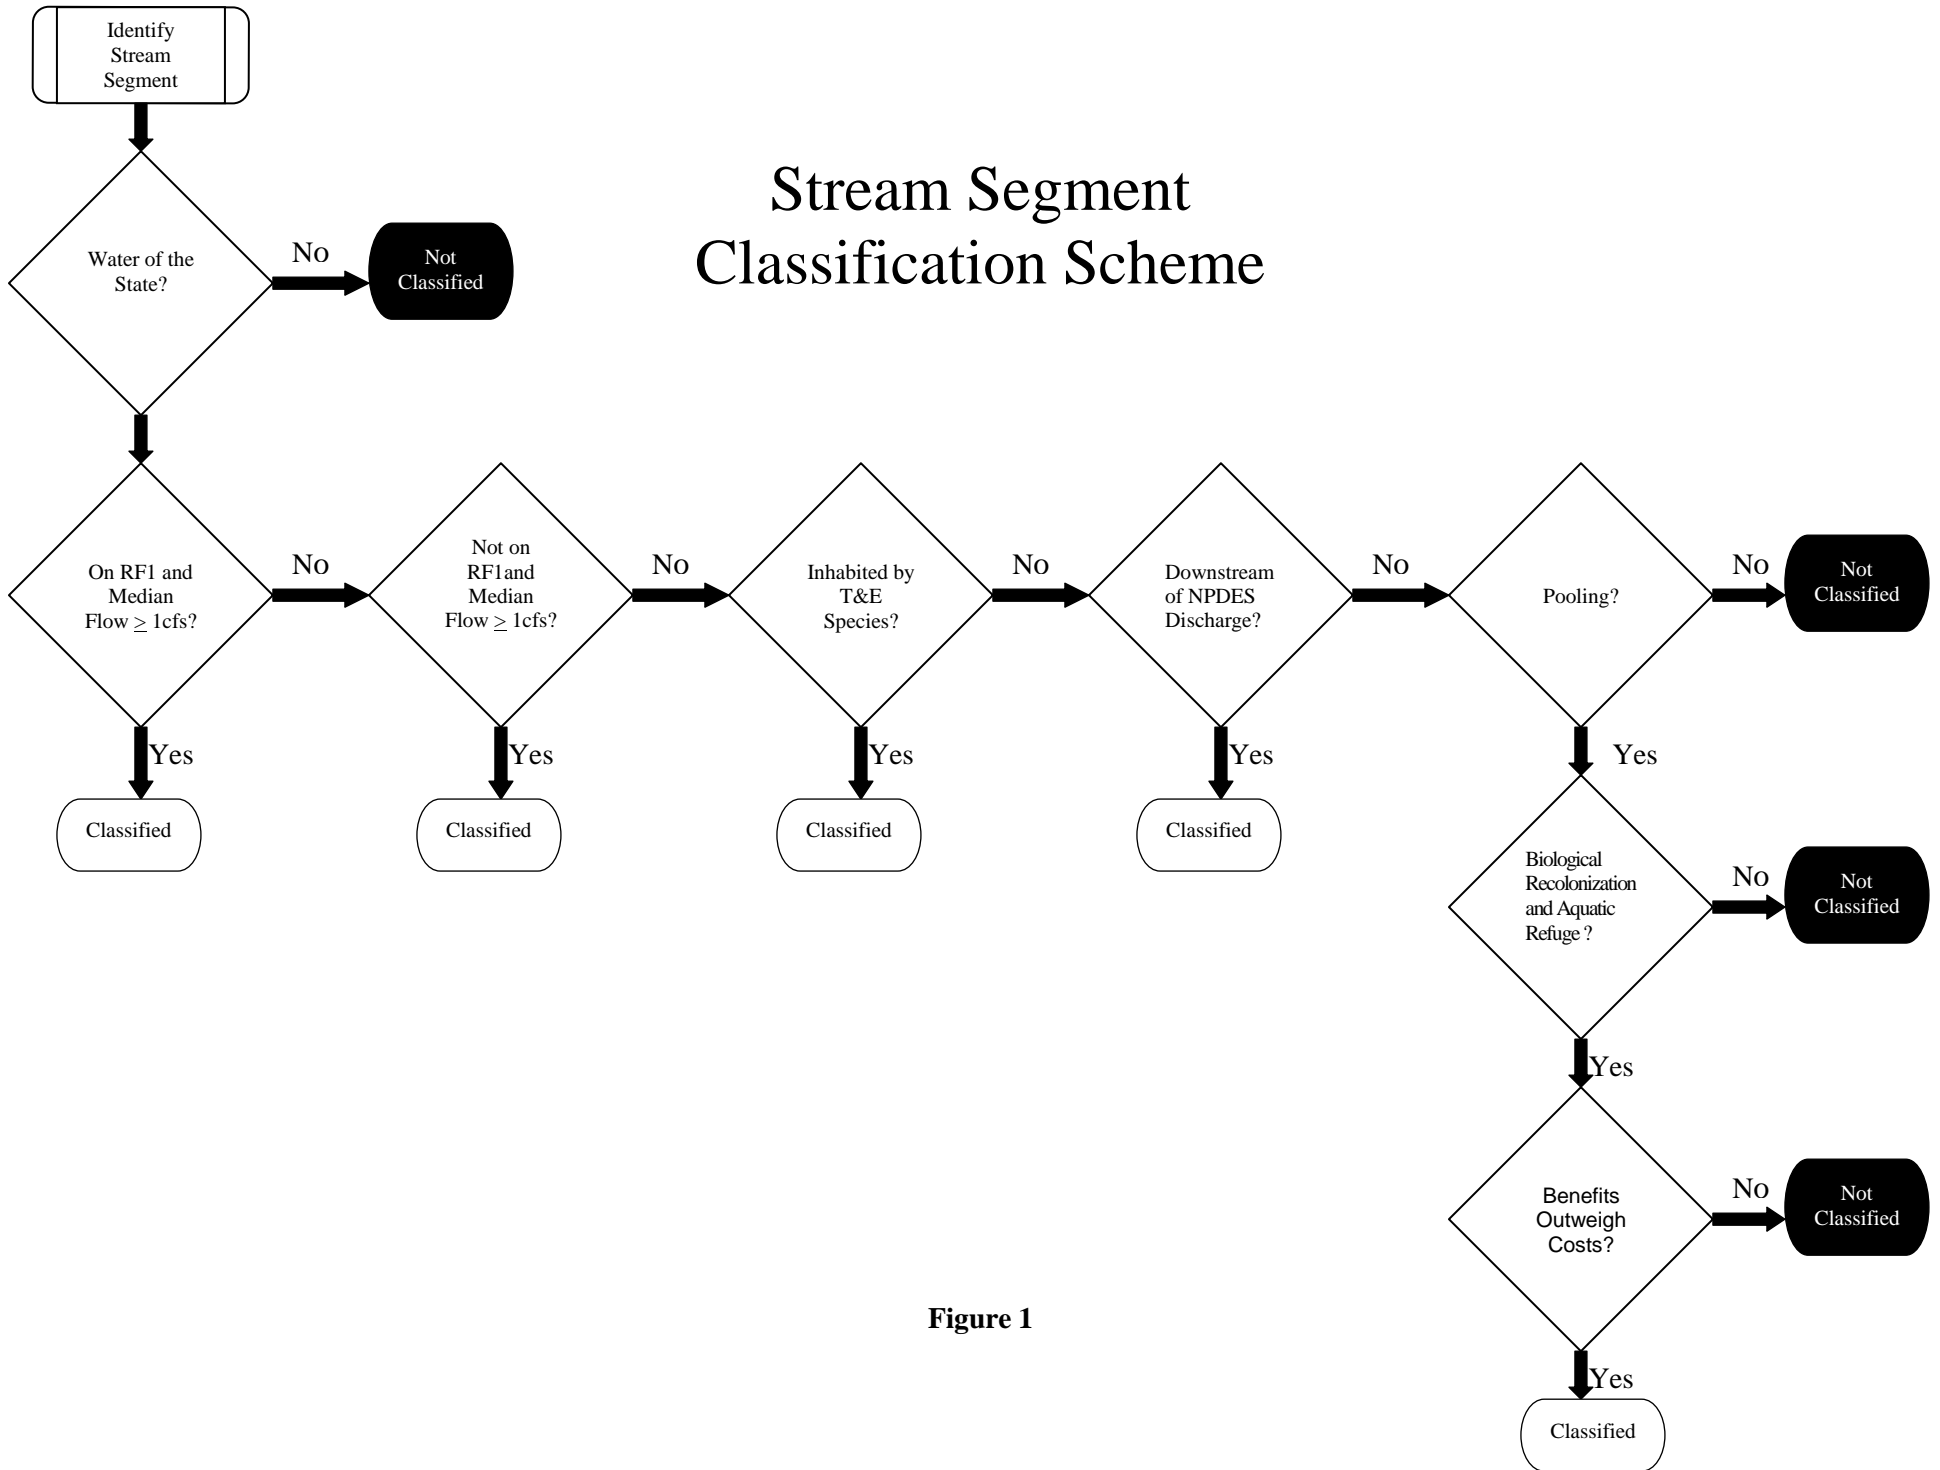 Identify
Stream
Segment
Stream Segment
Classification Scheme
Water of the
State?
No
Not
Classified
On RF1 and
Median
Flow ≥ 1cfs?
No
Not on
RF1and
Median
Flow ≥ 1cfs?
No
Inhabited by
T&E
Species?
No
Downstream
of NPDES
Discharge?
No
Pooling?
No
Not
Classified
Yes
Yes
Yes
Yes
Yes
Classified
Classified
Classified
Classified
Biological
Recolonization
and Aquatic
Refuge ?
No
Not
Classified
Yes
Benefits
Outweigh
Costs?
No
Not
Classified
Figure 1
Yes
Classified